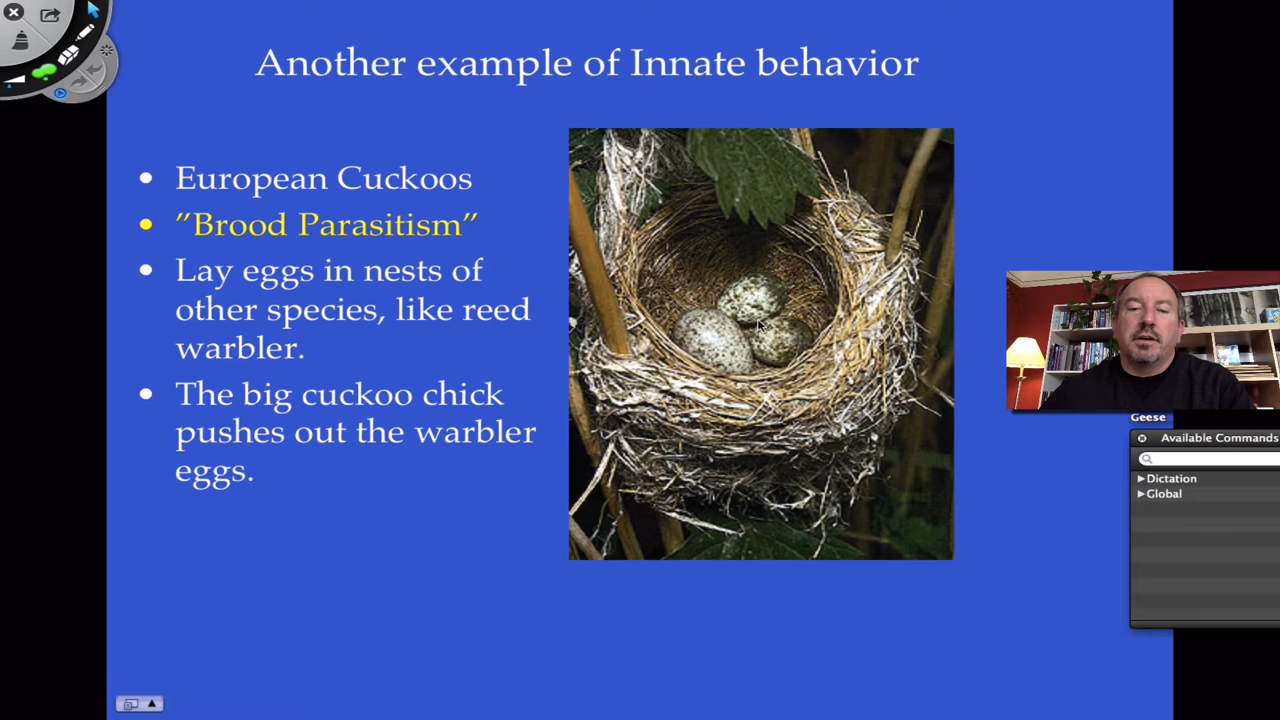 Another example of Innate behavior
• European Cuckoos
• ”Brood Parasitism”
• Lay eggs in nests of
other species, like reed
warbler.
• The big cuckoo chick
pushes out the warbler
eggs.
Geese
Available Commands
Dictation
Global